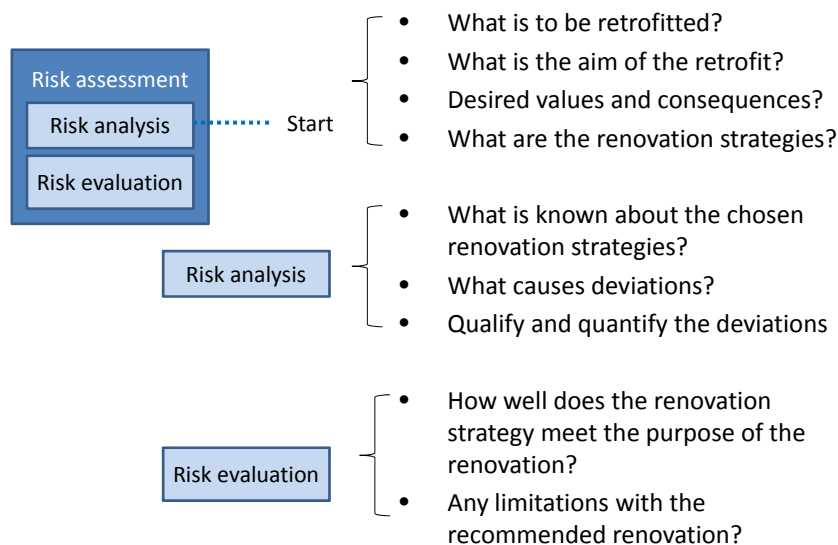 Risk assessment
Risk analysis
Risk evaluation
Start
• What is to be retrofitted?
• What is the aim of the retrofit?
• Desired values and consequences?
• What are the renovation strategies?
Risk analysis
• What is known about the chosen
renovation strategies?
• What causes deviations?
• Qualify and quantify the deviations
Risk evaluation
• How well does the renovation
strategy meet the purpose of the
renovation?
• Any limitations with the
recommended renovation?